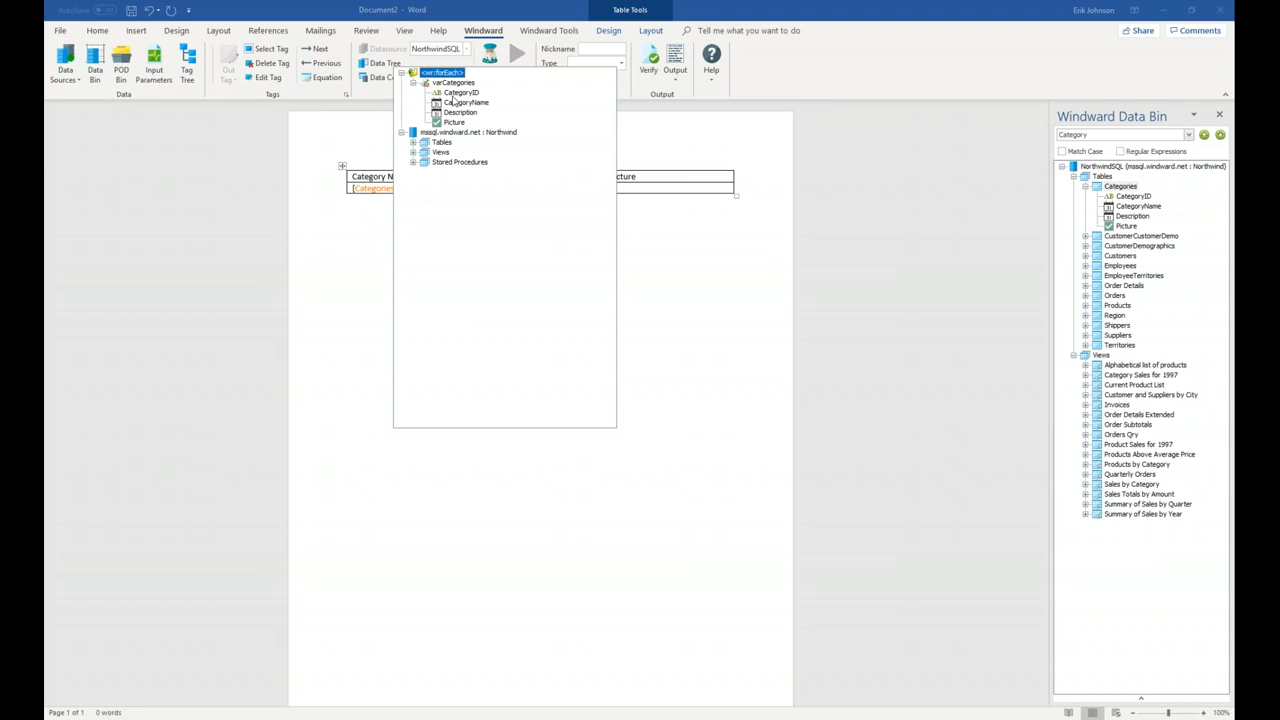 AutoSave Off
Document2 - Word
Table Tools
Erik Johnson
File Home Insert Design Layout References Mailings Review View Help Windward Windward Tools Design Layout Tell me what you want to do
Share Comments
Data Sources
Data Bin
POD Bin
Input Parameters
Tag Tree
Data
Out Tag
Select Tag
Delete Tag
Edit Tag
Next
Previous
Equation
Tags
Datasource NorthwindSQL
Data Tree
Data C
Nickname
Type
Verify
Output
Output
Help
<wr:forEach>
varCategories
CategoryID
CategoryName
Description
Picture
mssql.windward.net : Northwind
Tables
Views
Stored Procedures
Category N
cture
[Categories
Windward Data Bin
Category
Match Case Regular Expressions
NorthwindSQL (mssql.windward.net : Northwind)
Tables
Categories
CategoryID
CategoryName
Description
Picture
CustomerCustomerDemo
CustomerDemographics
Customers
Employees
EmployeeTerritories
Order Details
Orders
Products
Region
Shippers
Suppliers
Territories
Views
Alphabetical list of products
Category Sales for 1997
Current Product List
Customer and Suppliers by City
Invoices
Order Details Extended
Order Subtotals
Orders Qry
Product Sales for 1997
Products Above Average Price
Products by Category
Quarterly Orders
Sales by Category
Sales Totals by Amount
Summary of Sales by Quarter
Summary of Sales by Year
Page 1 of 1 0 words
100%